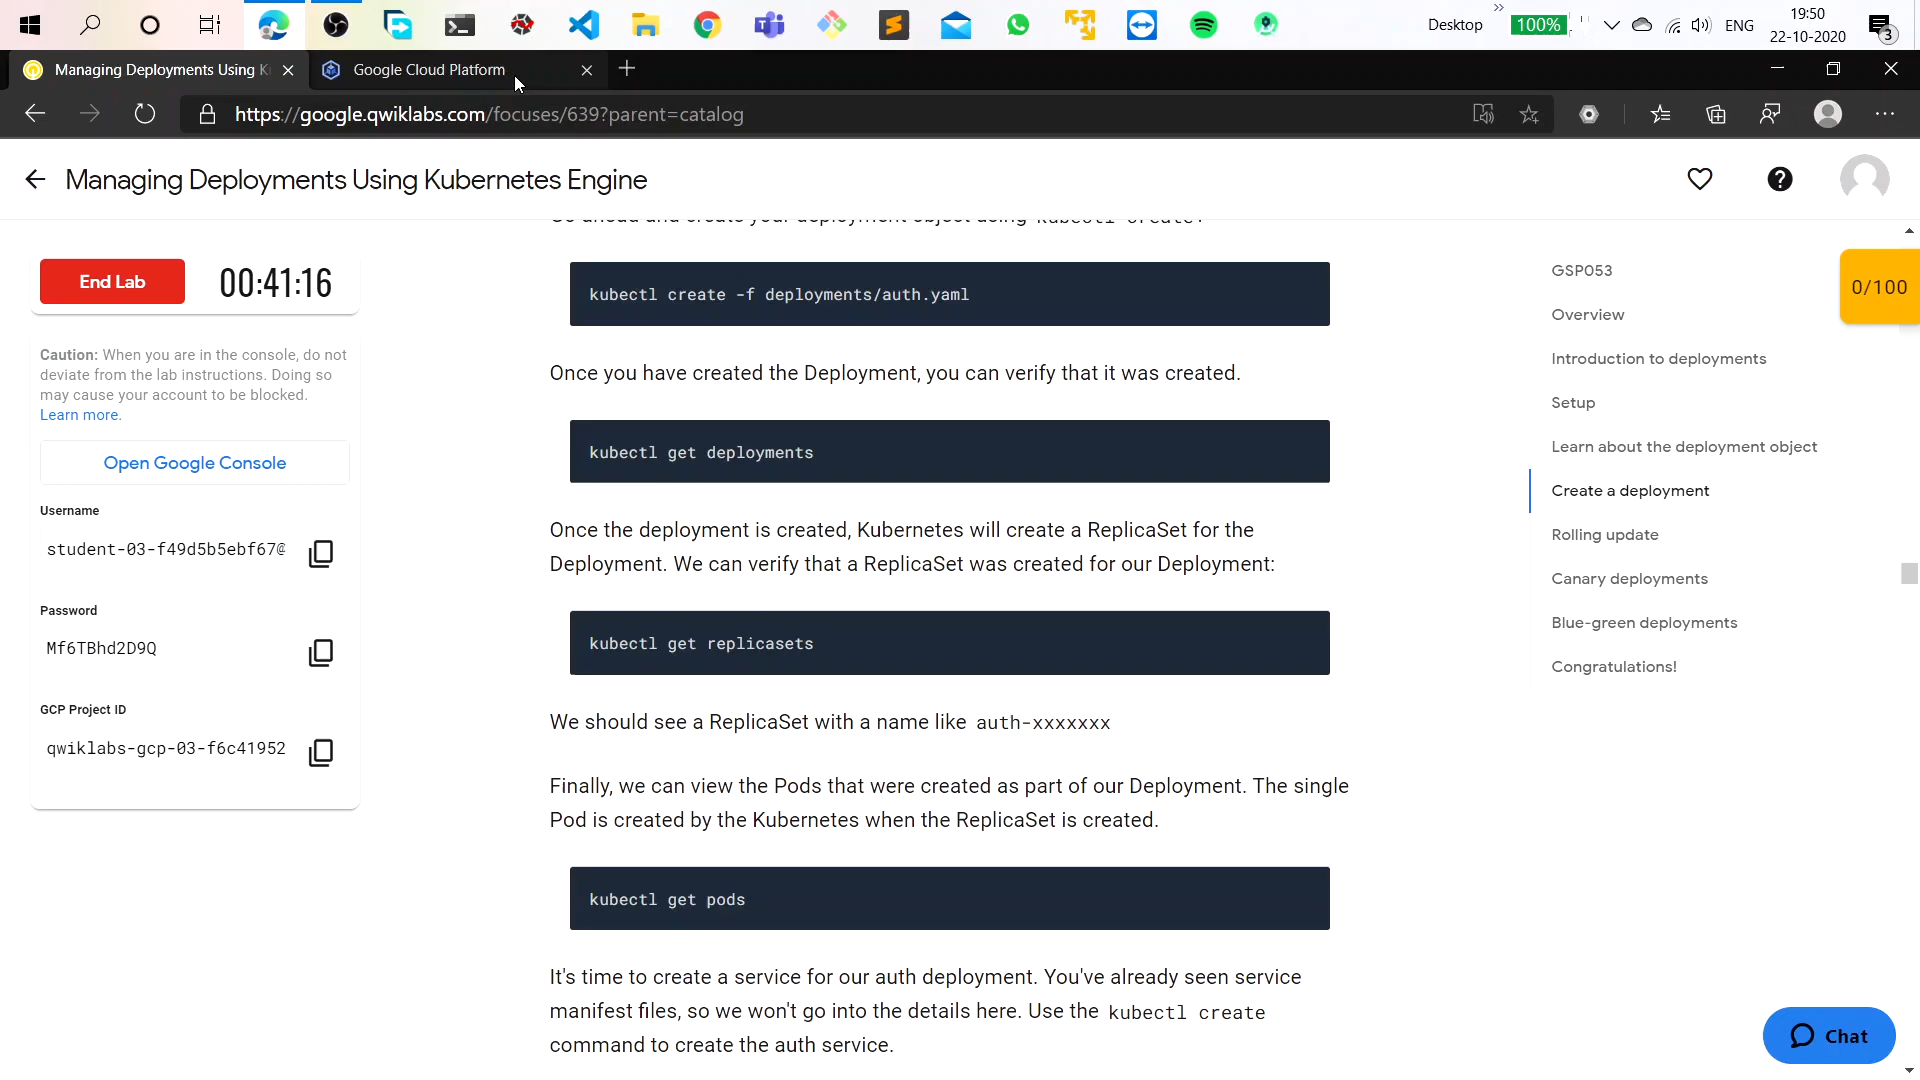 Desktop
100%
ENG
19:50
22-10-2020
3
Managing Deployments Using K
Google Cloud Platform
https://google.qwiklabs.com/focuses/639?parent=catalog
Managing Deployments Using Kubernetes Engine
End Lab
00:41:16
Caution: When you are in the console, do not
deviate from the lab instructions. Doing so
may cause your account to be blocked.
Learn more.
Open Google Console
Username
student-03-f49d5b5ebf67@
Password
Mf6TBhd2D9Q
GCP Project ID
qwiklabs-gcp-03-f6c41952
Go ahead and create your deployment object using kubectl create:
kubectl create -f deployments/auth.yaml
Once you have created the Deployment, you can verify that it was created.
kubectl get deployments
Once the deployment is created, Kubernetes will create a ReplicaSet for the
Deployment. We can verify that a ReplicaSet was created for our Deployment:
kubectl get replicasets
We should see a ReplicaSet with a name like auth-xxxxxxx
Finally, we can view the Pods that were created as part of our Deployment. The single
Pod is created by the Kubernetes when the ReplicaSet is created.
kubectl get pods
It's time to create a service for our auth deployment. You've already seen service
manifest files, so we won't go into the details here. Use the kubectl create
command to create the auth service.
GSP053
Overview
Introduction to deployments
Setup
Learn about the deployment object
Create a deployment
Rolling update
Canary deployments
Blue-green deployments
Congratulations!
0/100
Chat